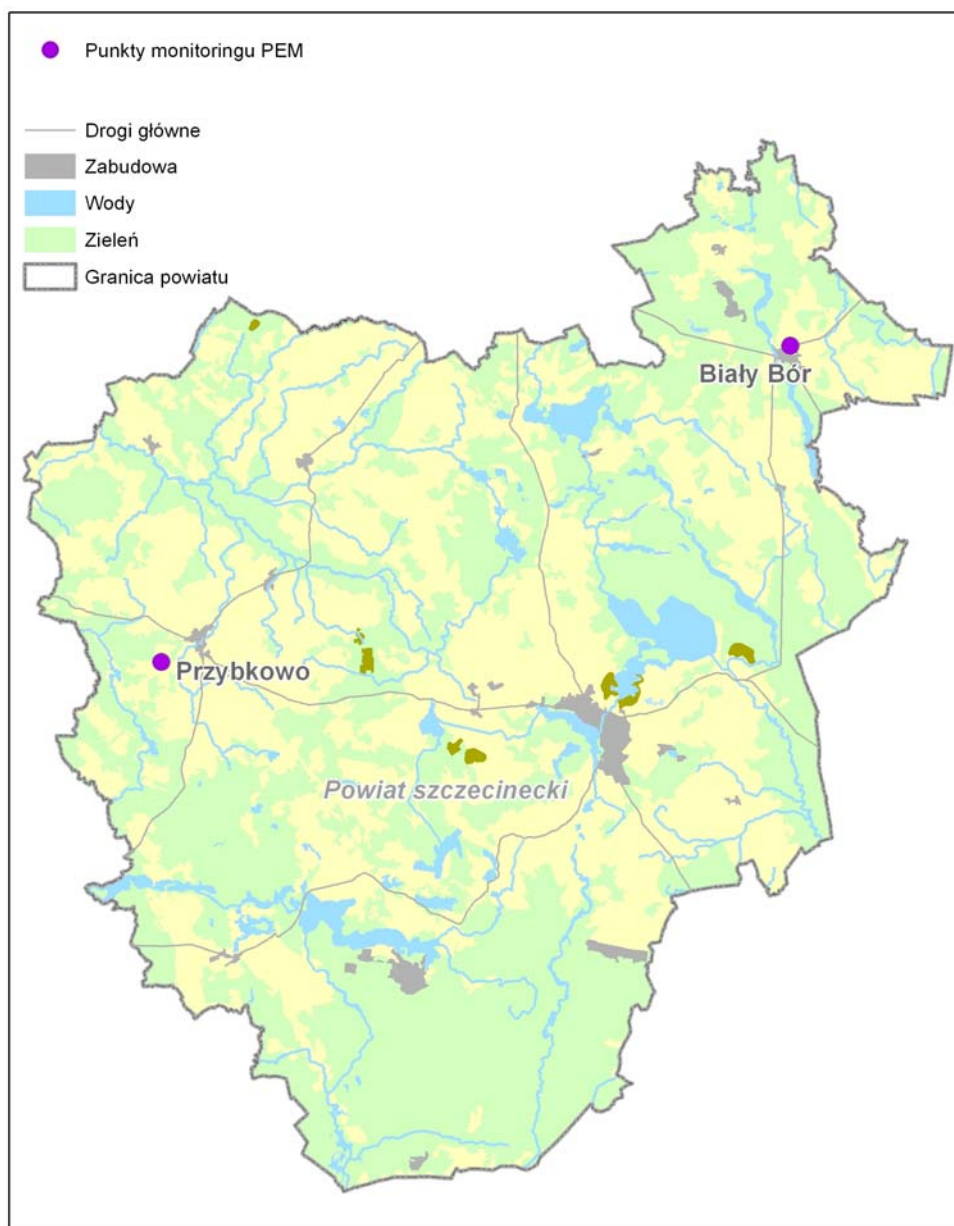 Punkty monitoringu PEM
Drogi główne
Zabudowa
Wody
Zieleń
Granica powiatu
Biały Bór
Przybkowo
Powiat szczecinecki